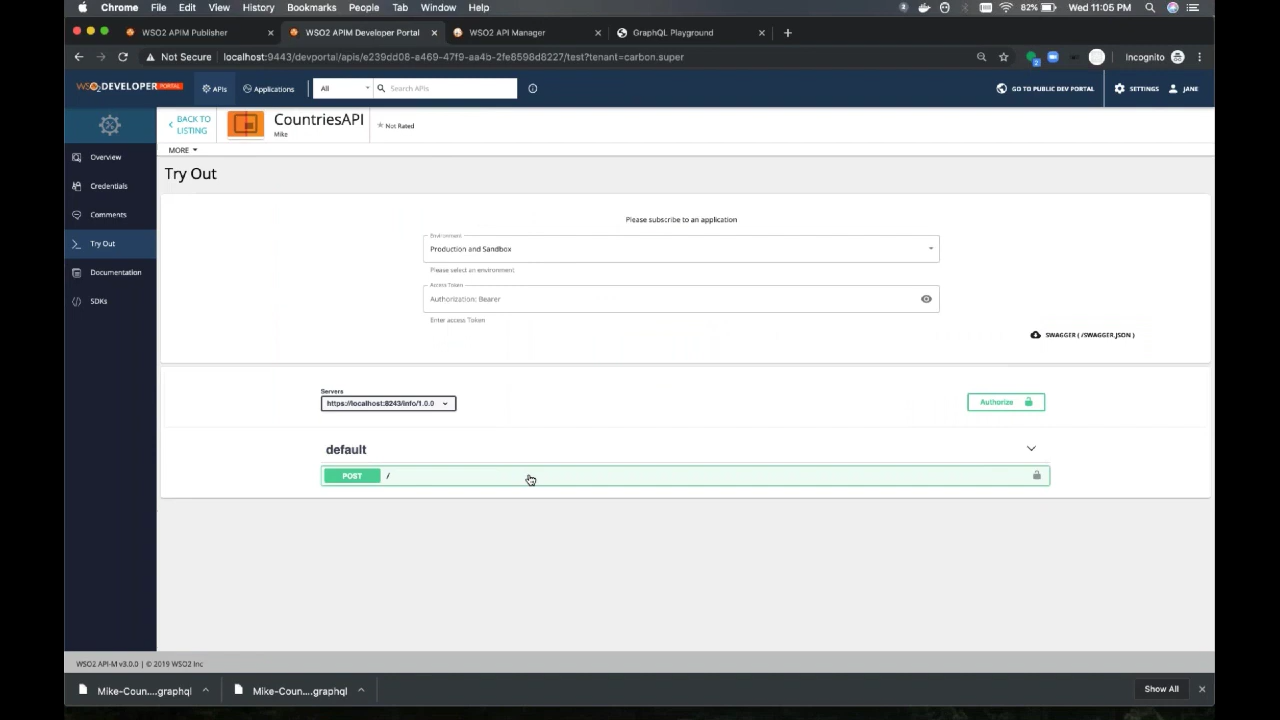 Chrome File Edit View History Bookmarks People Tab Window Help 82% Wed 11:05 PM
WSO2 APIM Publisher WSO2 APIM Developer Portal WSO2 API Manager GraphQL Playground
Not Secure localhost:9443/devportal/apis/e239dd08-a469-47f9-aa4b-2fe8598d8227/test?tenant=carbon.super Incognito
WSO2 DEVELOPER PORTAL APIs Applications All Search APIs GO TO PUBLIC DEV PORTAL SETTINGS JANE
BACK TO LISTING
CountriesAPI
Mike
Not Rated
MORE
Overview
Credentials
Comments
Try Out
Documentation
SDKs
Try Out
Please subscribe to an application
Environment
Production and Sandbox
Please select an environment
Access Token
Authorization: Bearer
Enter access Token
SWAGGER ( /SWAGGER.JSON )
Servers
https://localhost:8243/info/1.0.0
Authorize
default
POST /
WSO2 API-M v3.0.0 | © 2019 WSO2 Inc
Mike-Coun....graphql Mike-Coun....graphql Show All